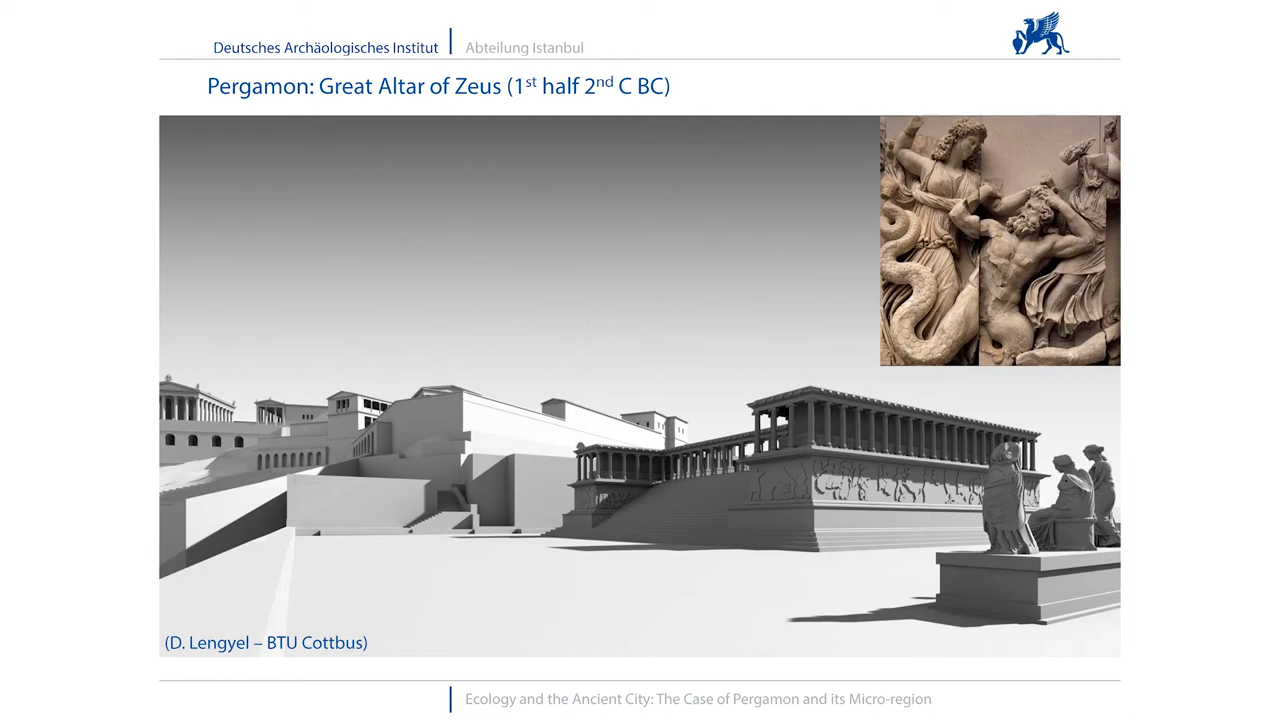 Deutsches Archäologisches Institut
Abteilung Istanbul
Pergamon: Great Altar of Zeus (1st half 2nd C BC)
(D. Lengyel – BTU Cottbus)
Ecology and the Ancient City: The Case of Pergamon and its Micro-region